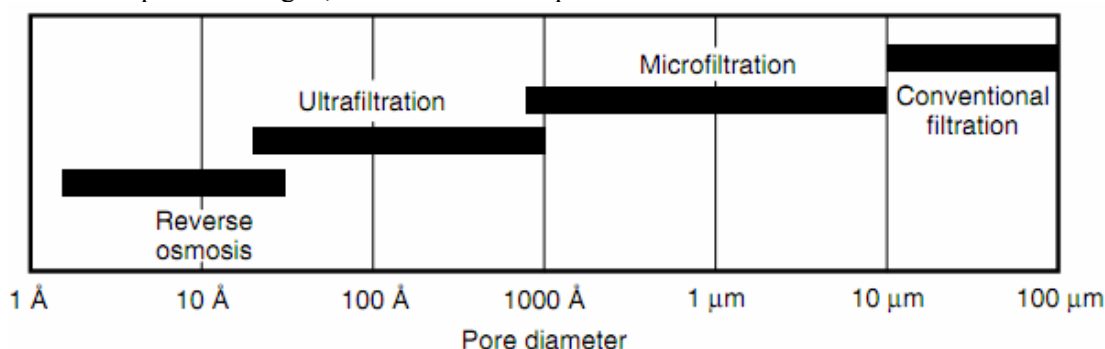 Microfiltration
Ultrafiltration
Conventional
filtration
Reverse
osmosis
1 Å
10 Å
100 Å
1000 Å
1 μm
10 μm
100 μm
Pore diameter